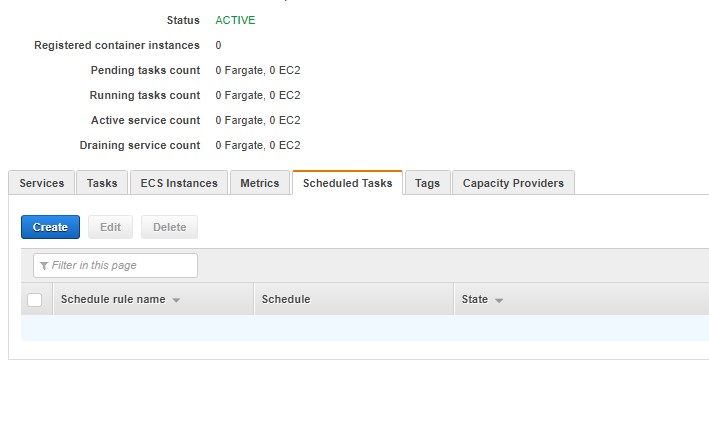 Status ACTIVE
Registered container instances 0
Pending tasks count 0 Fargate, 0 EC2
Running tasks count 0 Fargate, 0 EC2
Active service count 0 Fargate, 0 EC2
Draining service count 0 Fargate, 0 EC2
Services Tasks ECS Instances Metrics Scheduled Tasks Tags Capacity Providers
Create Edit Delete
Filter in this page
Schedule rule name Schedule State